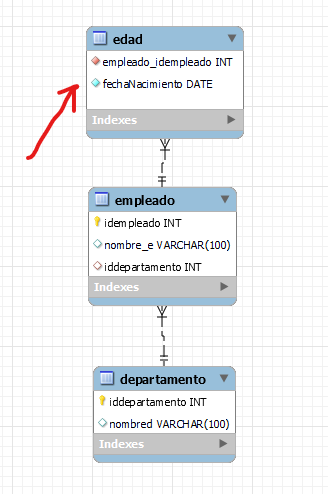 edad
empleado_idempleado INT
fechaNacimiento DATE
Indexes
empleado
idempleado INT
nombre_e VARCHAR(100)
iddepartamento INT
Indexes
departamento
iddepartamento INT
nombred VARCHAR(100)